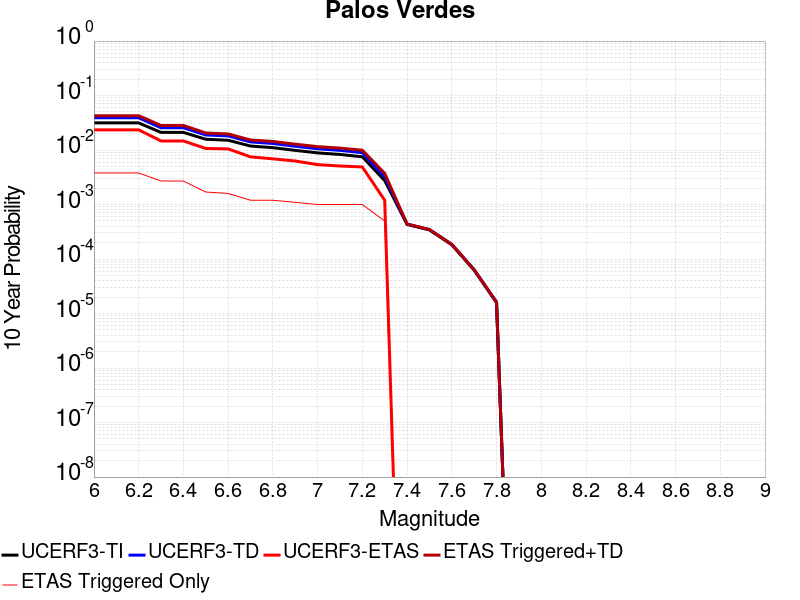 Palos Verdes
10 Year Probability
10^0
10^-1
10^-2
10^-3
10^-4
10^-5
10^-6
10^-7
10^-8
6 6.2 6.4 6.6 6.8 7 7.2 7.4 7.6 7.8 8 8.2 8.4 8.6 8.8 9
Magnitude
UCERF3-TI UCERF3-TD UCERF3-ETAS ETAS Triggered+TD
ETAS Triggered Only